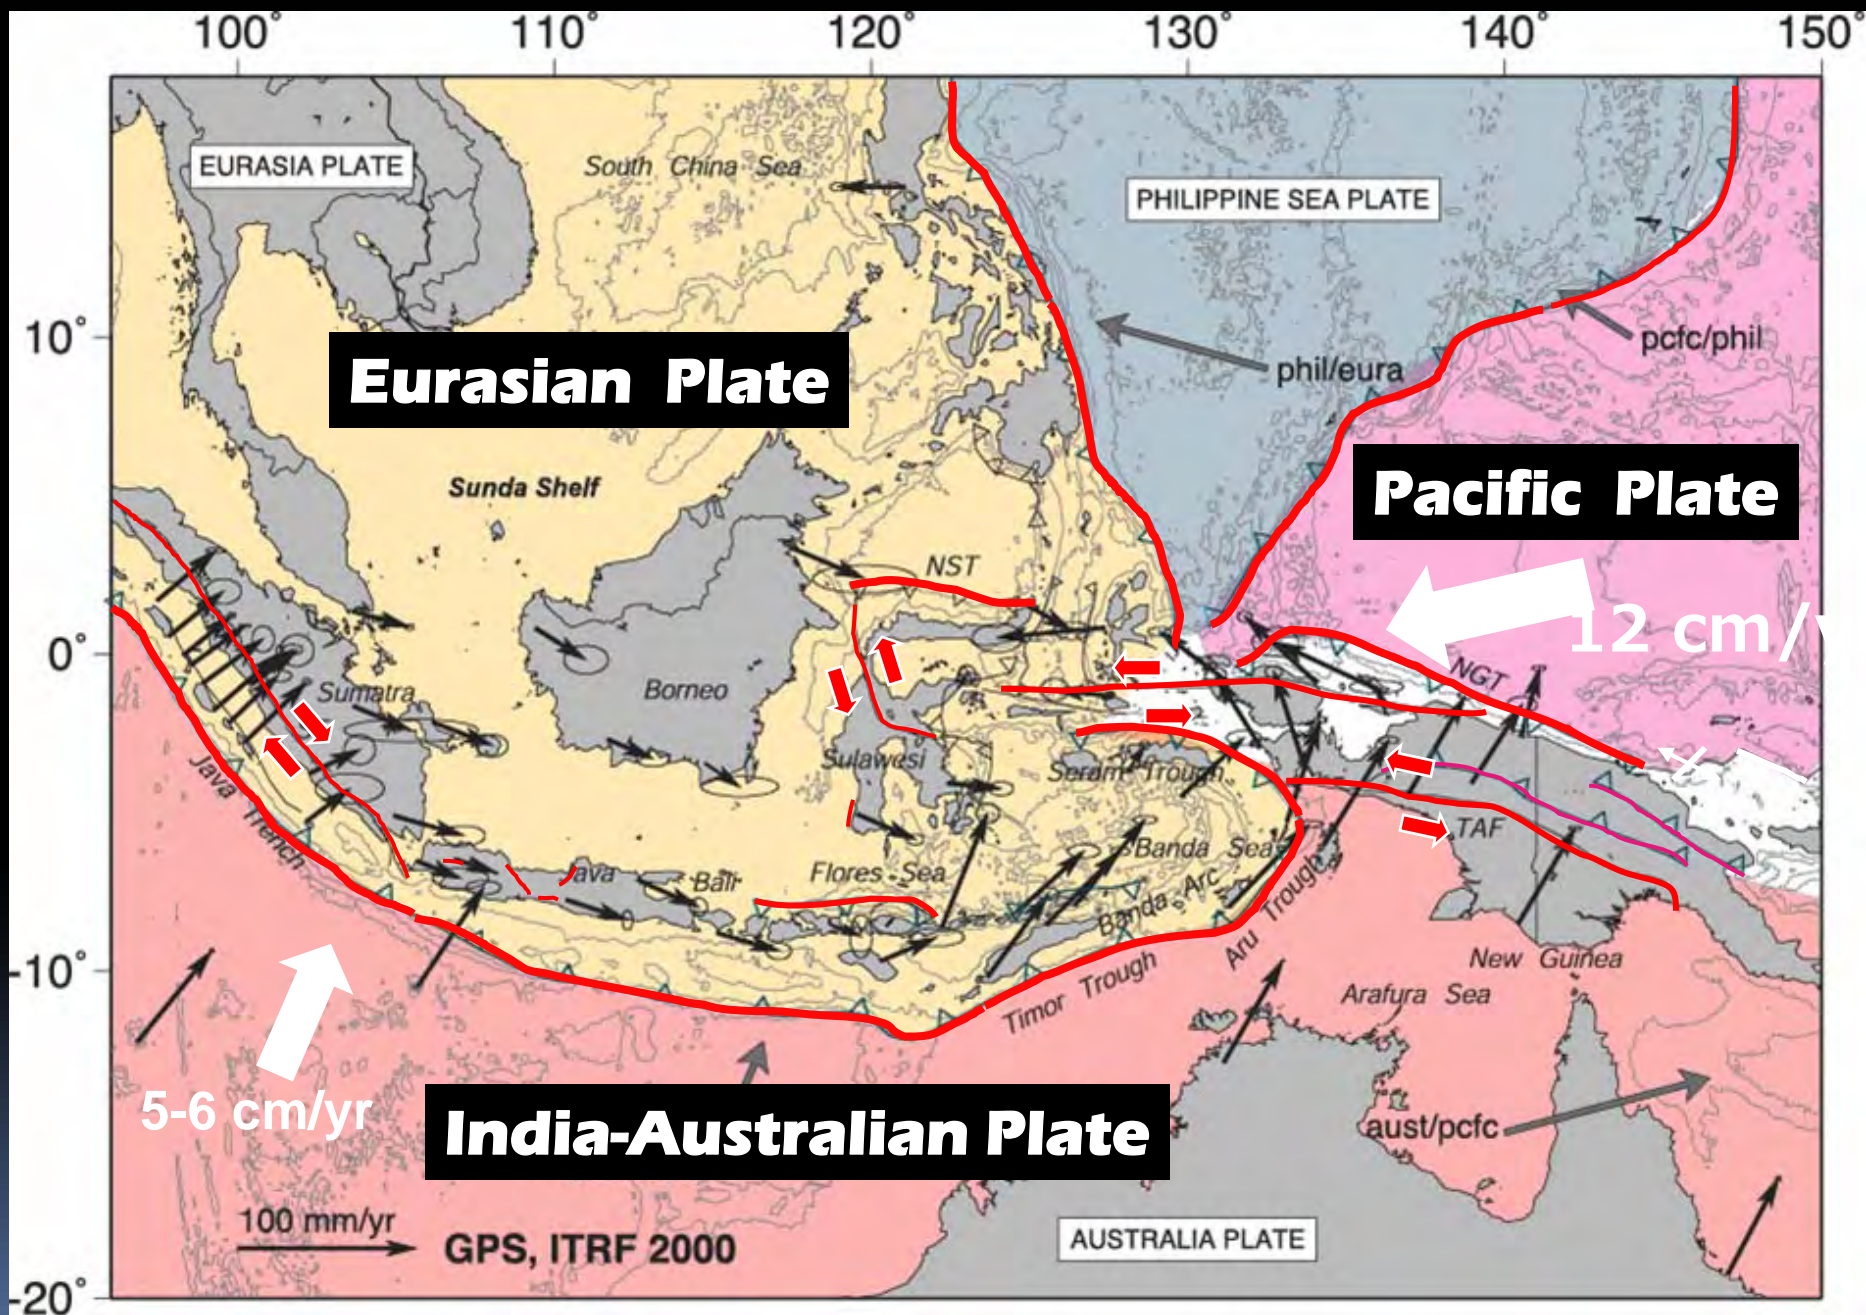 100° 110° 120° 130° 140° 150°
EURASIA PLATE
South China Sea
PHILIPPINE SEA PLATE
10°
pcfc/phil
phil/eura
Eurasian Plate
Sunda Shelf
Pacific Plate
NST
12 cm/
0°
NGT
Sumatra
Borneo
Sulawesi
Seram Trough
Java Trench
TAF
Banda Sea
Java
Bali
Flores Sea
Banda Arc
Aru Trough
-10°
Timor Trough
New Guinea
Arafura Sea
5-6 cm/yr
India-Australian Plate
aust/pcfc
100 mm/yr
GPS, ITRF 2000
AUSTRALIA PLATE
-20°